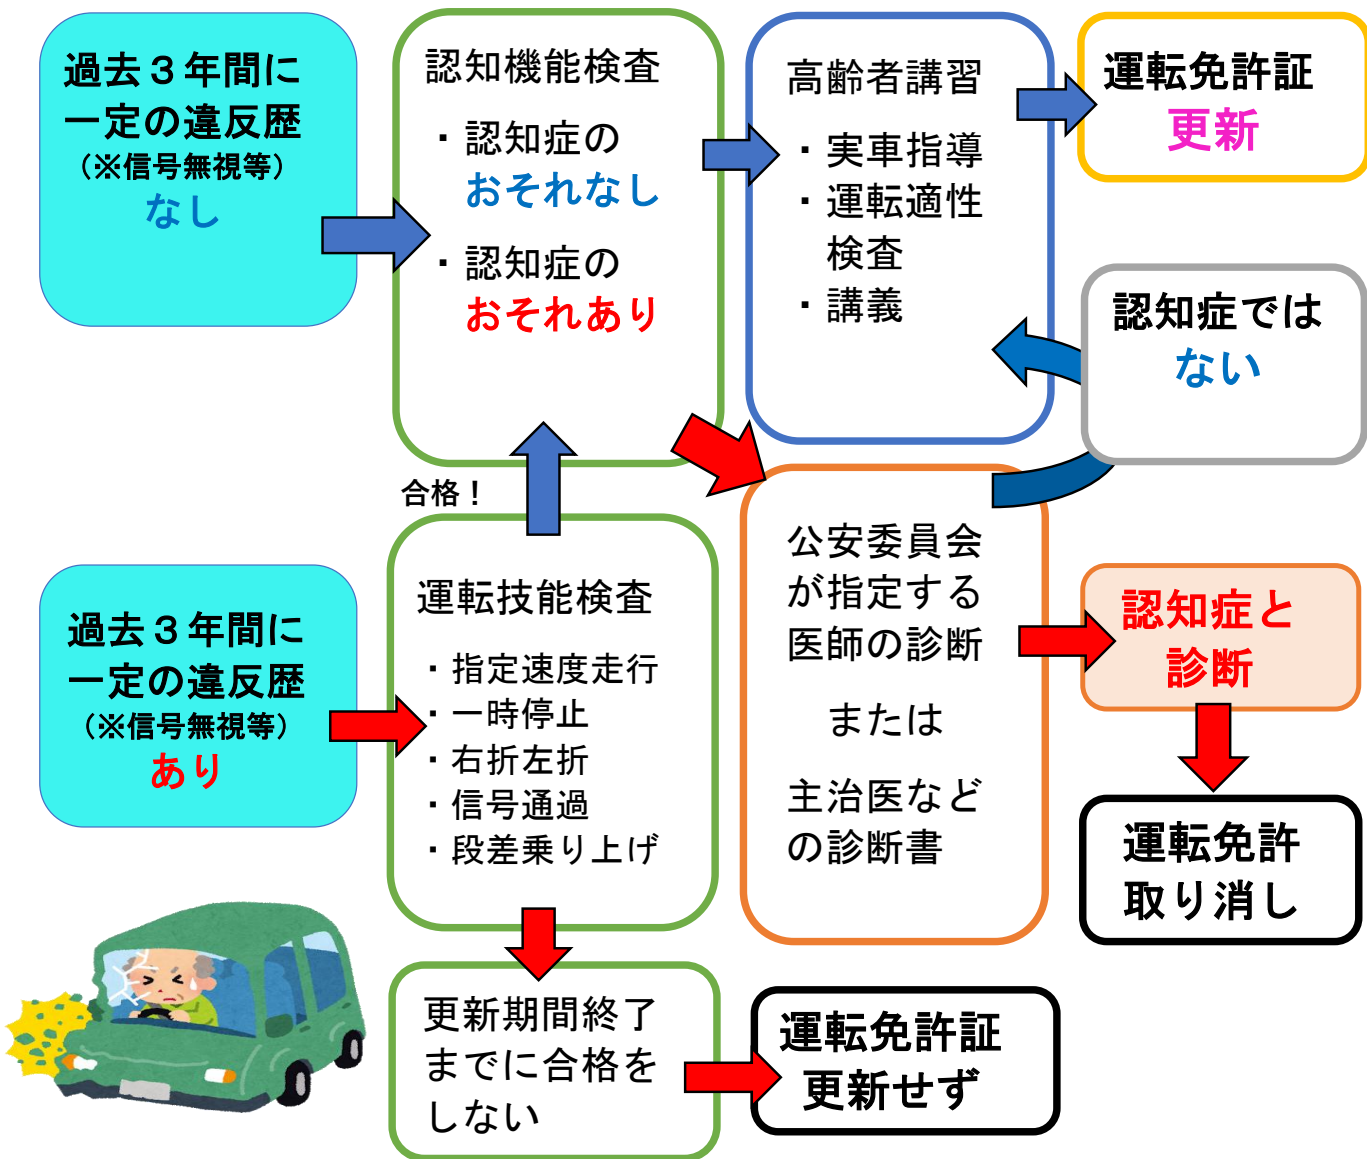 過去３年間に
一定の違反歴
（※信号無視等）
なし
認知機能検査
・認知症の
おそれなし
・認知症の
おそれあり
高齢者講習
・実車指導
・運転適性
検査
・講義
運転免許証
更新
認知症では
ない
合格！
過去３年間に
一定の違反歴
（※信号無視等）
あり
運転技能検査
・指定速度走行
・一時停止
・右折左折
・信号通過
・段差乗り上げ
公安委員会
が指定する
医師の診断
または
主治医など
の診断書
認知症と
診断
運転免許
取り消し
更新期間終了
までに合格を
しない
運転免許証
更新せず